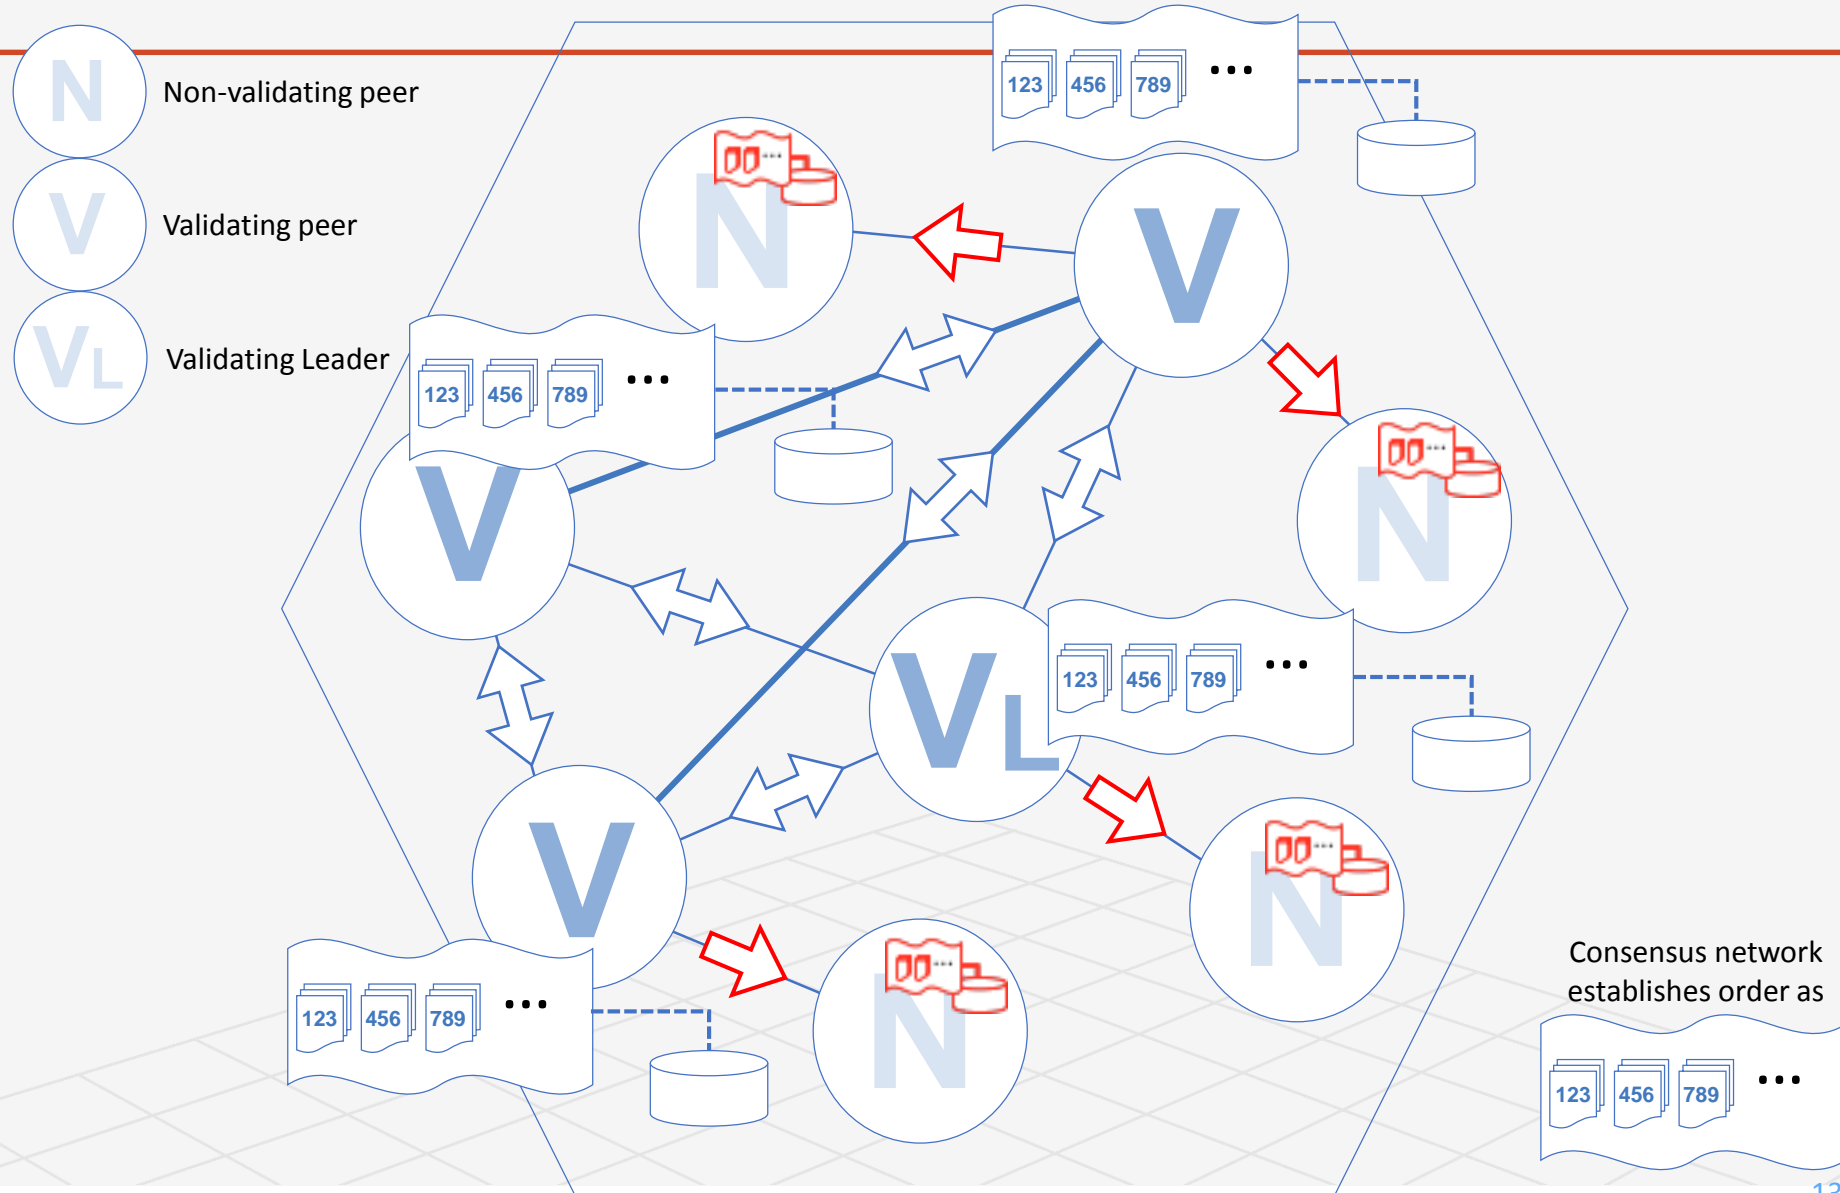 N
Non-validating peer
V
Validating peer
VL
Validating Leader
123 456 789 ...
N
V
123 456 789 ...
V
N
VL
123 456 789 ...
V
N
123 456 789 ...
N
Consensus network
establishes order as
123 456 789 ...